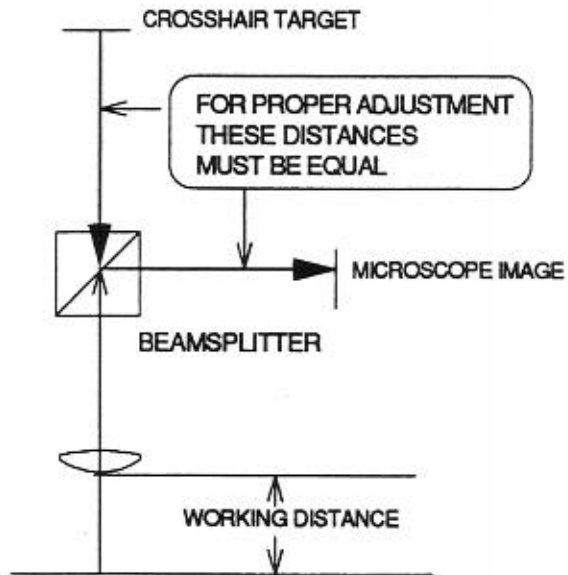 CROSSHAIR TARGET
FOR PROPER ADJUSTMENT
THESE DISTANCES
MUST BE EQUAL
MICROSCOPE IMAGE
BEAMSPLITTER
WORKING DISTANCE